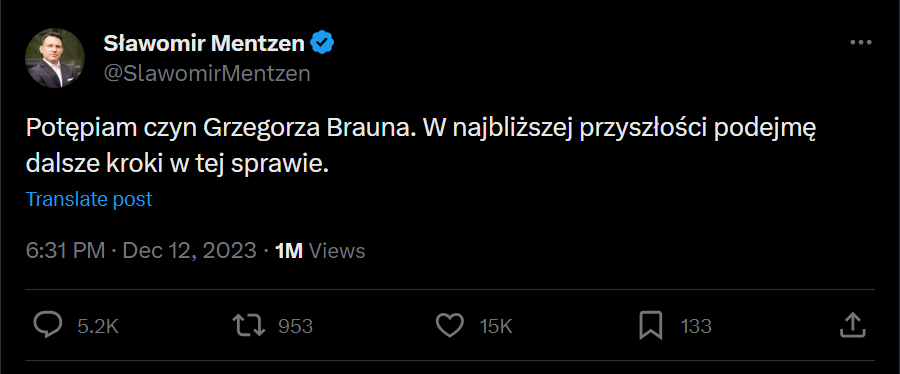 Sławomir Mentzen
@SlawomirMentzen
Potępiam czyn Grzegorza Brauna. W najbliższej przyszłości podejmę
dalsze kroki w tej sprawie.
Translate post
6:31 PM · Dec 12, 2023 · 1M Views
5.2K 953 15K 133